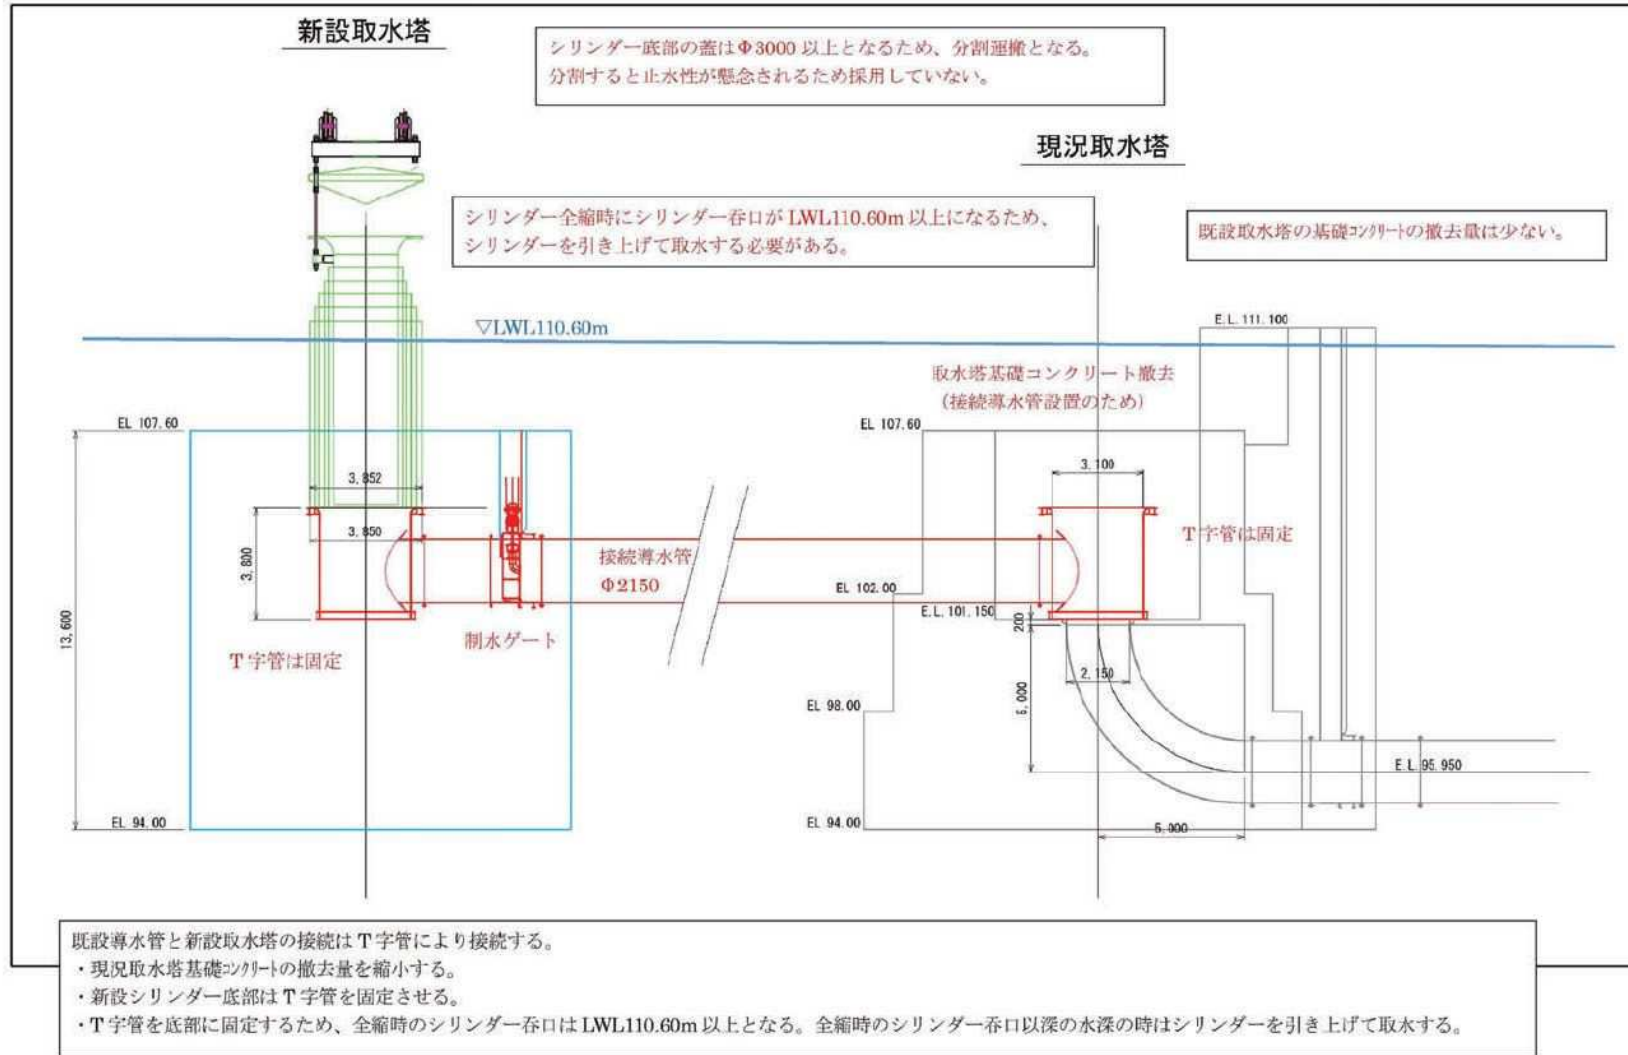 新設取水塔
シリンダー底部の蓋はΦ3000以上となるため、分割運搬となる。
分割すると止水性が懸念されるため採用していない。
現況取水塔
シリンダー全縮時にシリンダー呑口がLWL110.60m以上になるため、
シリンダーを引き上げて取水する必要がある。
既設取水塔の基礎コンクリートの撤去量は少ない。
▽LWL110.60m
E.L.111.100
取水塔基礎コンクリート撤去
（接続導水管設置のため）
EL 107.60
EL 107.60
3,852
3,100
3,850
3,800
T字管は固定
接続導水管
Φ2150
EL 102.00
E.L.101.150
200
13,600
制水ゲート
T字管は固定
2,150
EL 98.00
E.L.95.950
EL 94.00
EL 94.00
5,000
既設導水管と新設取水塔の接続はT字管により接続する。
・現況取水塔基礎コンクリートの撤去量を縮小する。
・新設シリンダー底部はT字管を固定させる。
・T字管を底部に固定するため、全縮時のシリンダー呑口はLWL110.60m以上となる。全縮時のシリンダー呑口以深の水深の時はシリンダーを引き上げて取水する。